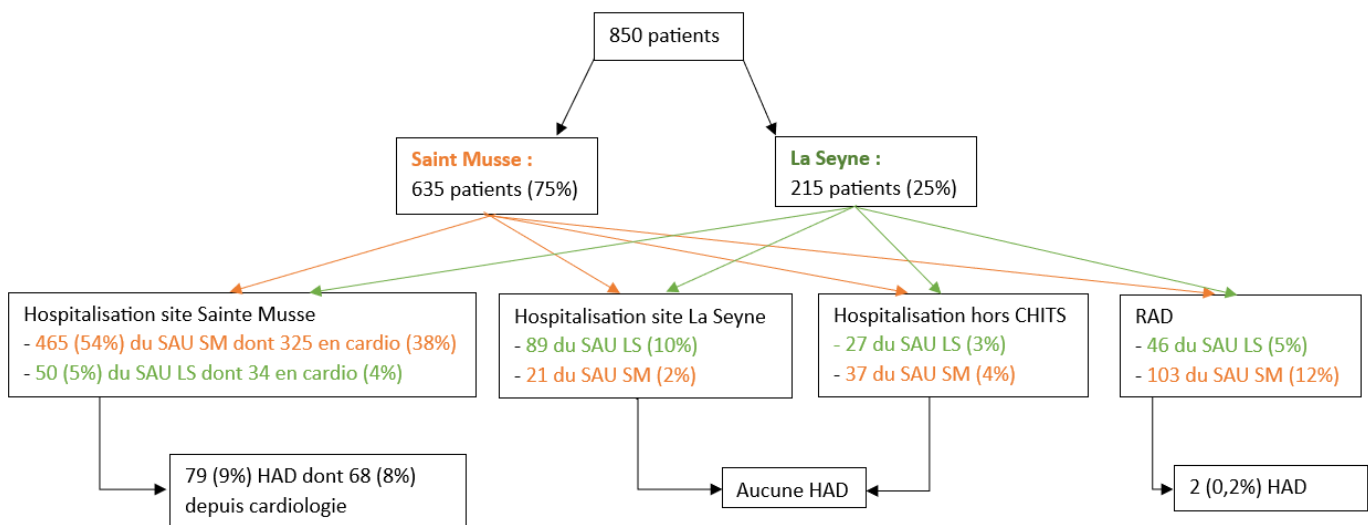 850 patients
Saint Musse :
635 patients (75%)
La Seyne :
215 patients (25%)
Hospitalisation site Sainte Musse
- 465 (54%) du SAU SM dont 325 en cardio (38%)
- 50 (5%) du SAU LS dont 34 en cardio (4%)
Hospitalisation site La Seyne
- 89 du SAU LS (10%)
- 21 du SAU SM (2%)
Hospitalisation hors CHITS
- 27 du SAU LS (3%)
- 37 du SAU SM (4%)
RAD
- 46 du SAU LS (5%)
- 103 du SAU SM (12%)
79 (9%) HAD dont 68 (8%)
depuis cardiologie
Aucune HAD
2 (0,2%) HAD